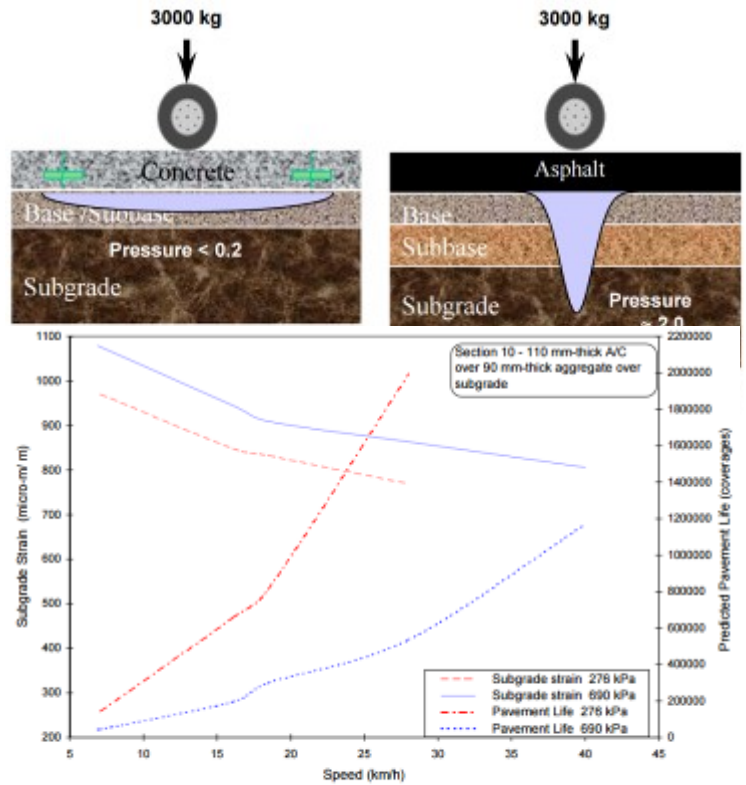 3000 kg
Concrete
Base /Subbase
Pressure < 0.2
Subgrade
3000 kg
Asphalt
Base
Subbase
Subgrade
Pressure
≈ 2.0
Section 10 - 110 mm-thick A/C
over 90 mm-thick aggregate over
subgrade
Subgrade Strain (micro-m/ m)
1100
1000
900
800
700
600
500
400
300
200
Predicted Pavement Life (coverages)
2200000
2000000
1800000
1600000
1400000
1200000
1000000
800000
600000
400000
200000
0
Subgrade strain 276 kPa
Subgrade strain 690 kPa
Pavement Life 276 kPa
Pavement Life 690 kPa
5 10 15 20 25 30 35 40 45
Speed (km/h)